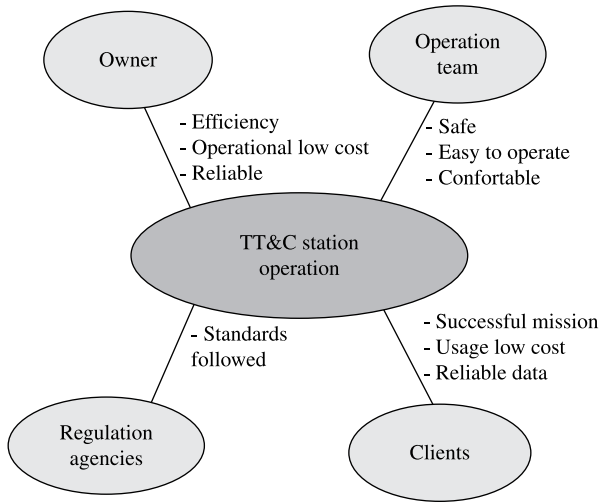 Owner
Operation
team
- Efficiency
- Operational low cost
- Reliable
- Safe
- Easy to operate
- Confortable
TT&C station
operation
- Standards
followed
- Successful mission
- Usage low cost
- Reliable data
Regulation
agencies
Clients